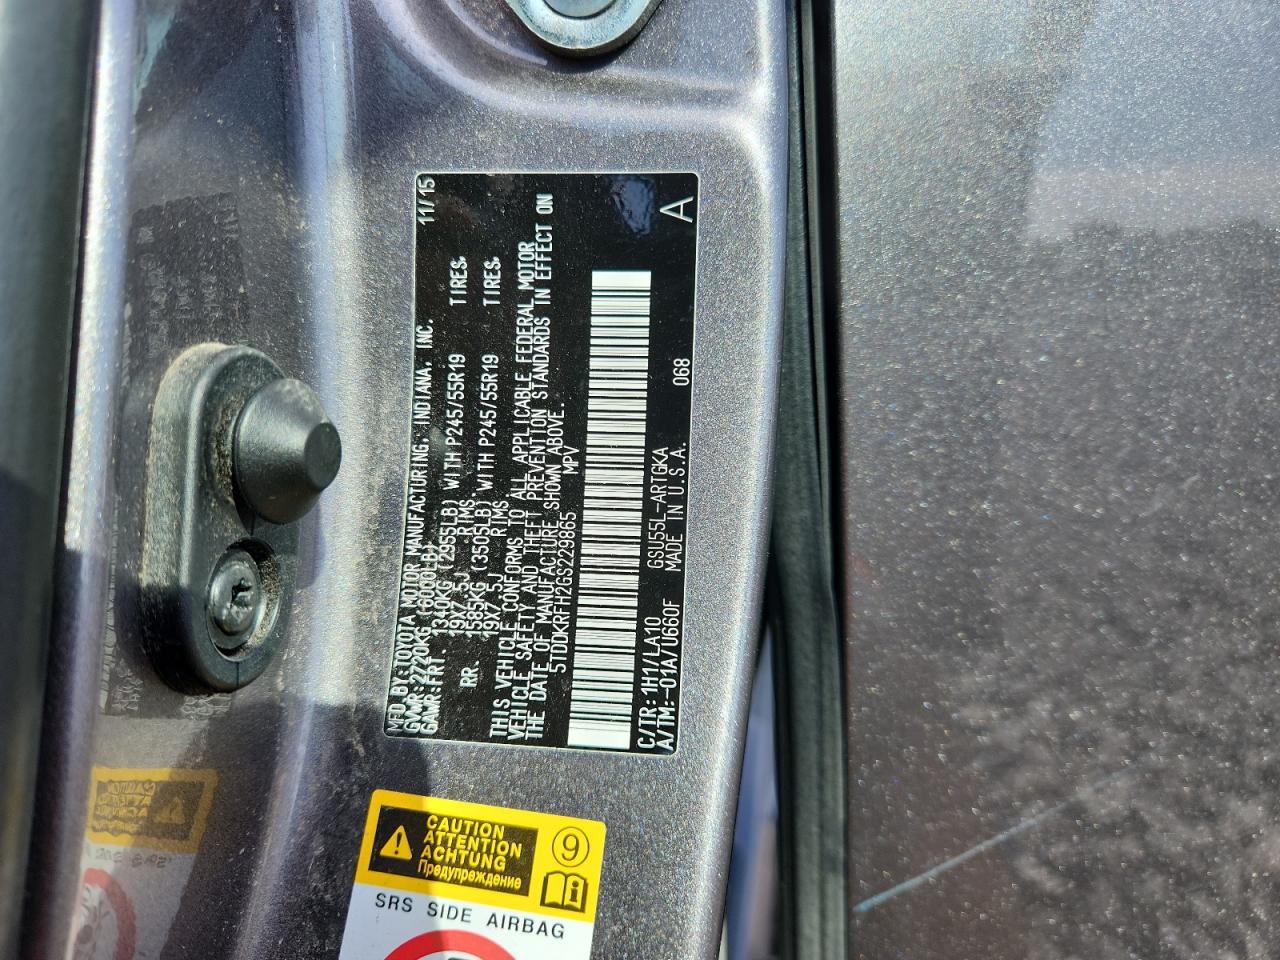 MFD. BY: TOYOTA MOTOR MANUFACTURING, INDIANA, INC. 11/15
GVWR: 2720KG (6000LB)
GAWR: FRT. 1340KG (2955LB) WITH P245/55R19 TIRES.
19X7.5J RIMS.
RR. 1585KG (3505LB) WITH P245/55R19 TIRES.
19X7.5J RIMS.
THIS VEHICLE CONFORMS TO ALL APPLICABLE FEDERAL MOTOR
VEHICLE SAFETY AND THEFT PREVENTION STANDARDS IN EFFECT ON
THE DATE OF MANUFACTURE SHOWN ABOVE.
5TDDKRFH2GS229865 MPV
C/TR: 1H1/LA10 GSU55L-ARTGKA
A/TM: -01A/U660F MADE IN U.S.A. 068 A
CAUTION
ATTENTION
ACHTUNG
Предупреждение
9
i
SRS SIDE AIRBAG